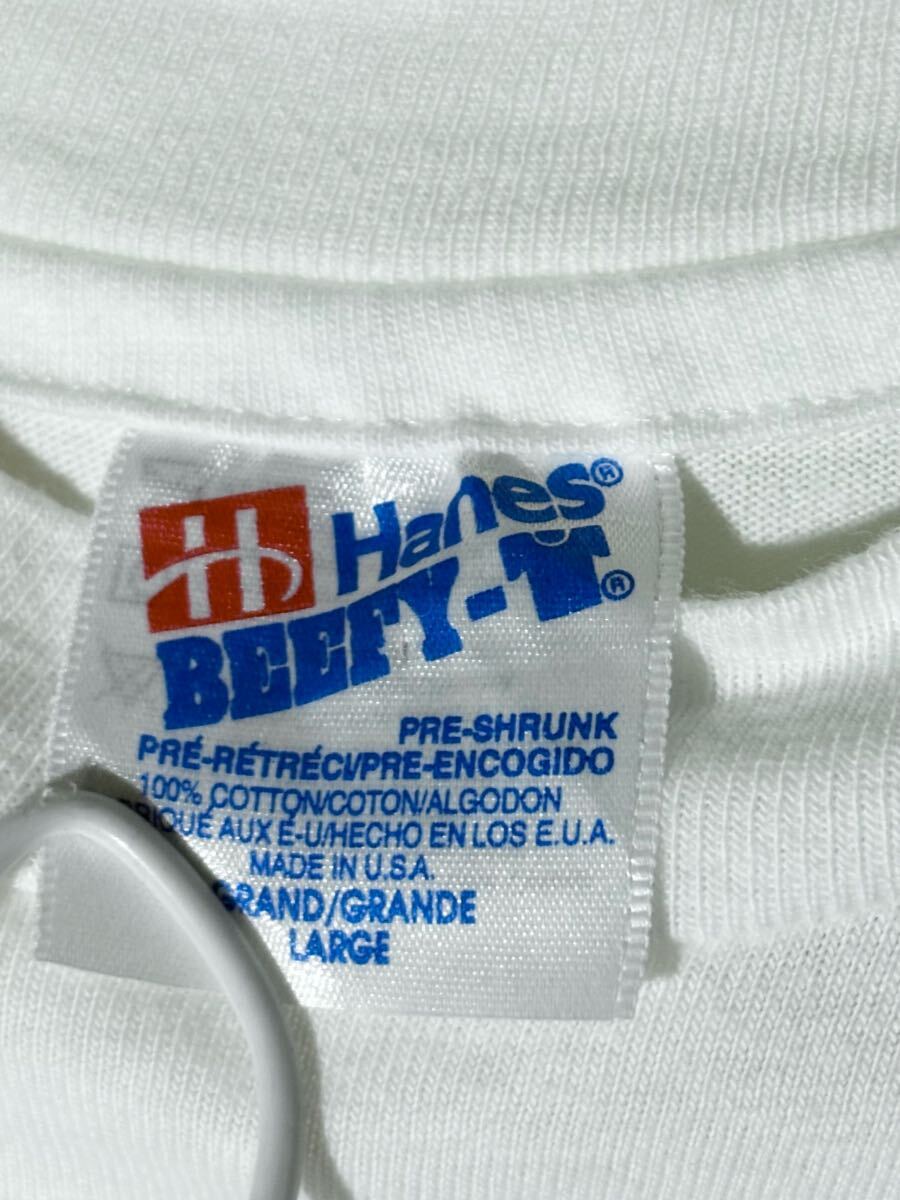 H Hanes®
BEEFY-T®
PRE-SHRUNK
PRÉ-RÉTRÉCI/PRE-ENCOGIDO
100% COTTON/COTON/ALGODON
AUX É-U/HECHO EN LOS E.U.A.
MADE IN U.S.A.
GRAND/GRANDE
LARGE